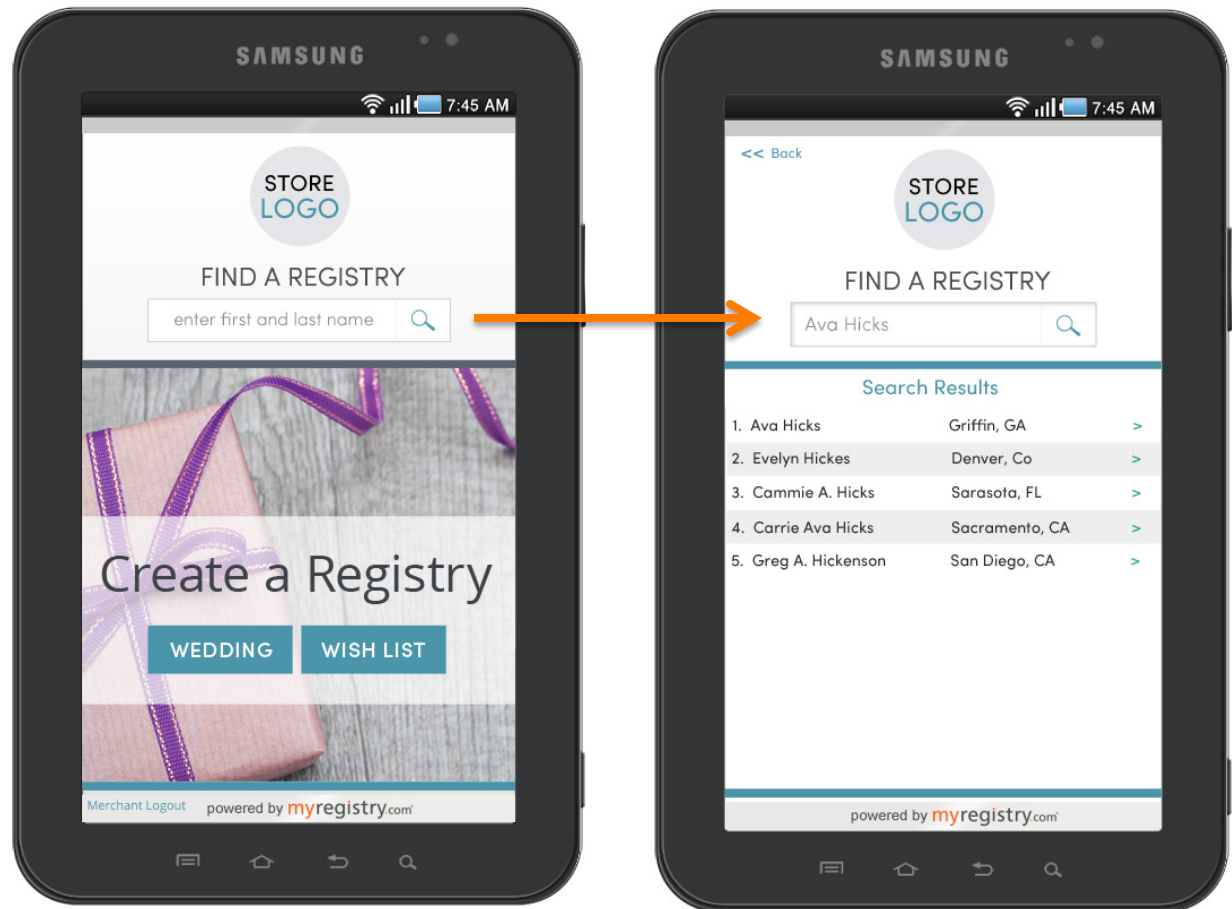 SAMSUNG
7:45 AM
STORE
LOGO
FIND A REGISTRY
enter first and last name
Create a Registry
WEDDING WISH LIST
Merchant Logout powered by myregistry.com
SAMSUNG
7:45 AM
<< Back
STORE
LOGO
FIND A REGISTRY
Ava Hicks
Search Results
1. Ava Hicks Griffin, GA >
2. Evelyn Hickes Denver, Co >
3. Cammie A. Hicks Sarasota, FL >
4. Carrie Ava Hicks Sacramento, CA >
5. Greg A. Hickenson San Diego, CA >
powered by myregistry.com